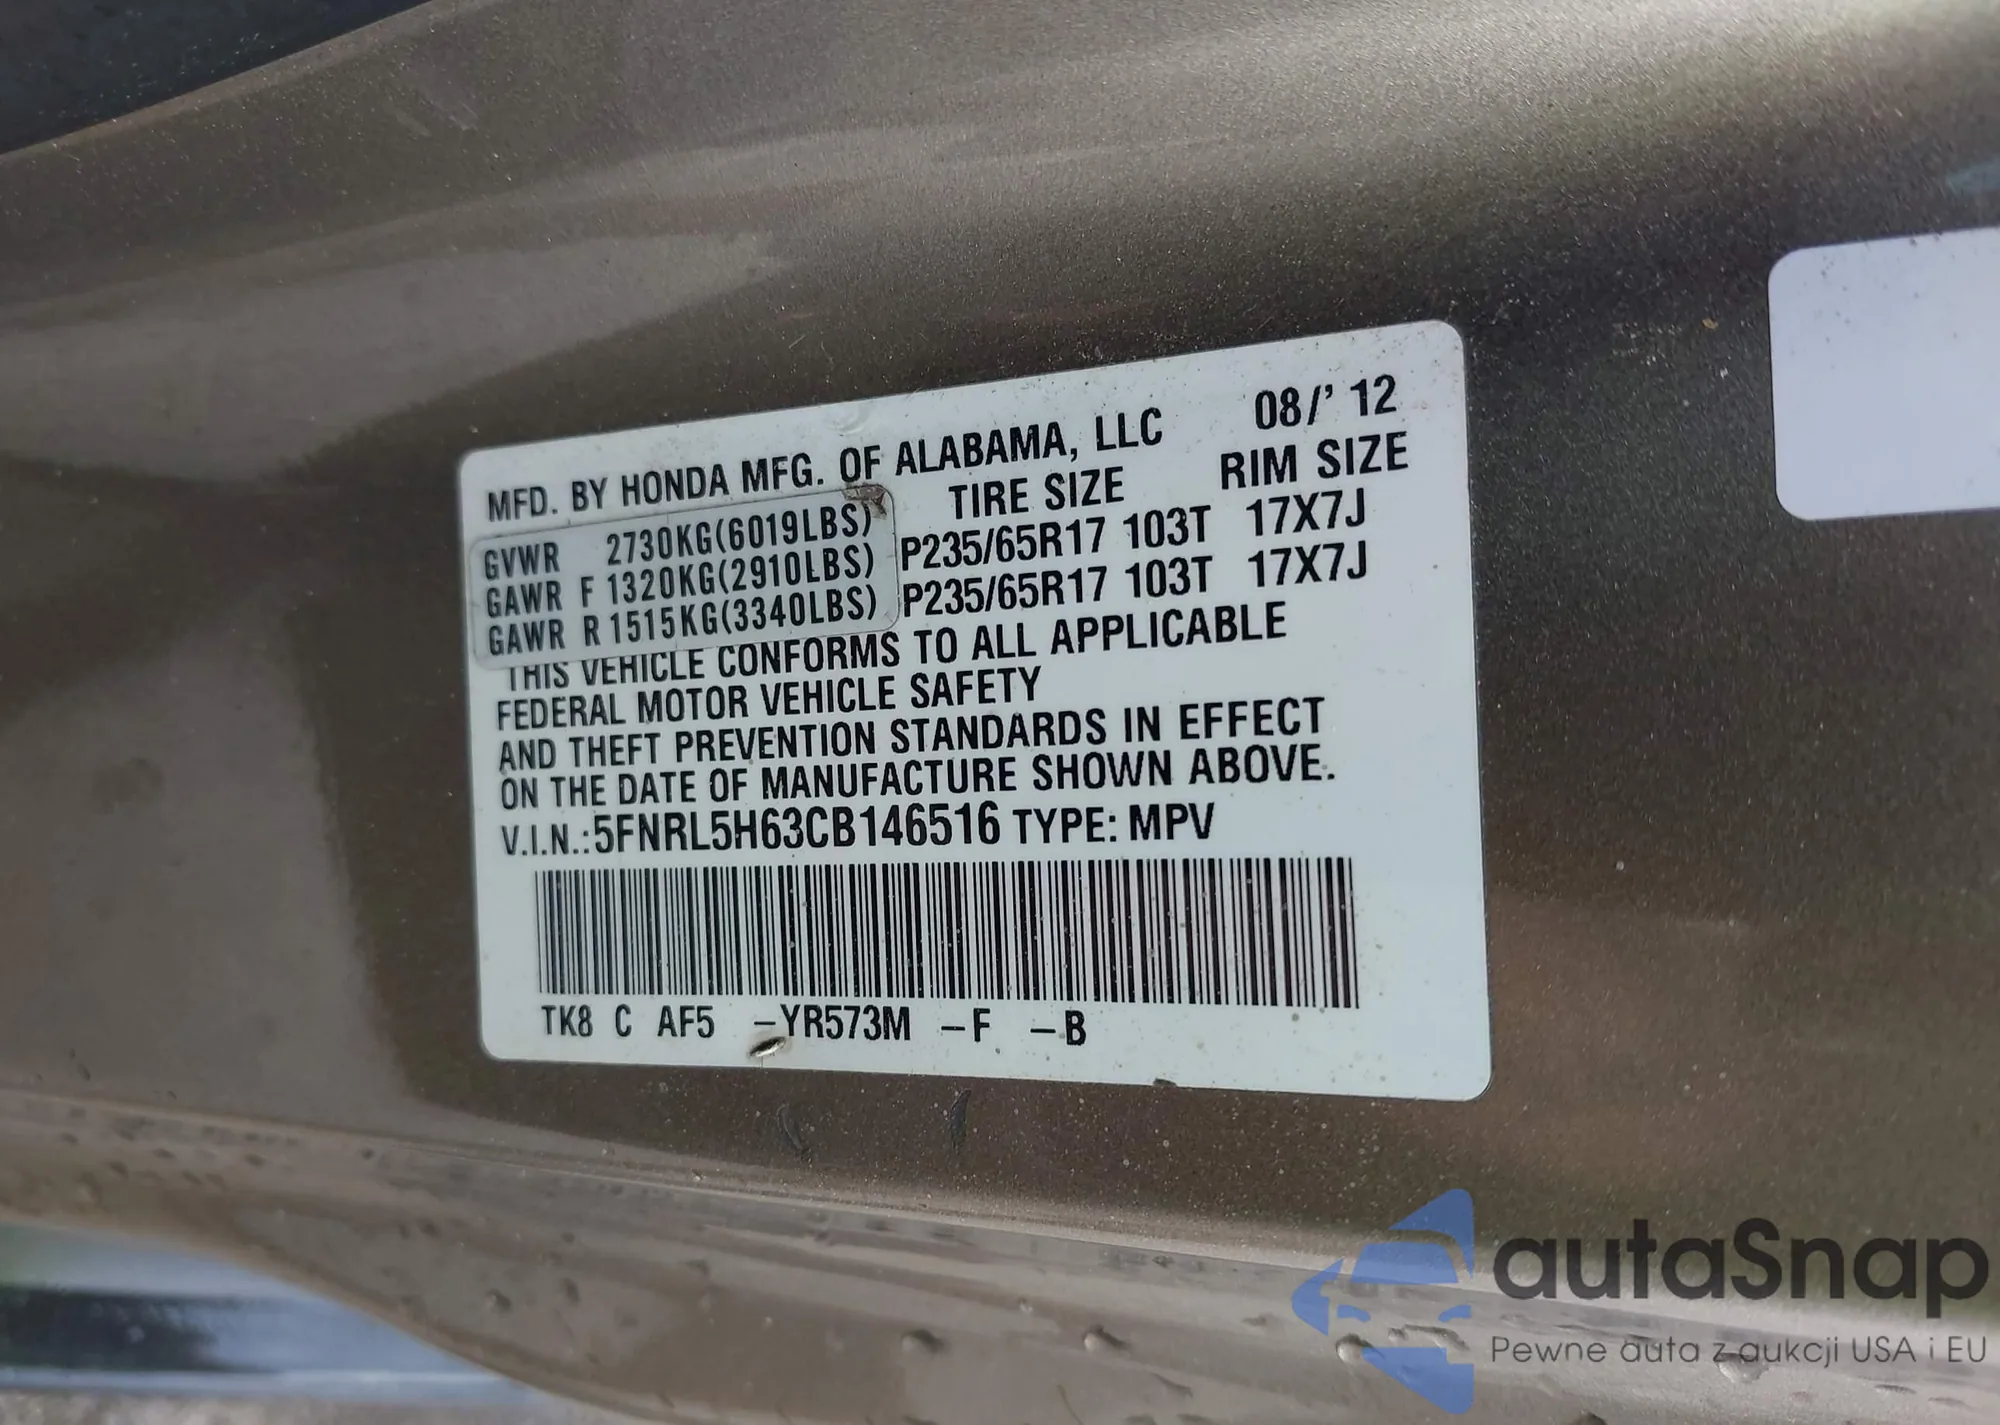 MFD. BY HONDA MFG. OF ALABAMA, LLC 08/' 12
TIRE SIZE RIM SIZE
GVWR 2730KG(6019LBS)
GAWR F 1320KG(2910LBS) P235/65R17 103T 17X7J
GAWR R 1515KG(3340LBS) P235/65R17 103T 17X7J
THIS VEHICLE CONFORMS TO ALL APPLICABLE
FEDERAL MOTOR VEHICLE SAFETY
AND THEFT PREVENTION STANDARDS IN EFFECT
ON THE DATE OF MANUFACTURE SHOWN ABOVE.
V.I.N.:5FNRL5H63CB146516 TYPE: MPV
TK8 C AF5 -YR573M -F -B
autaSnap
Pewne auta z aukcji USA i EU